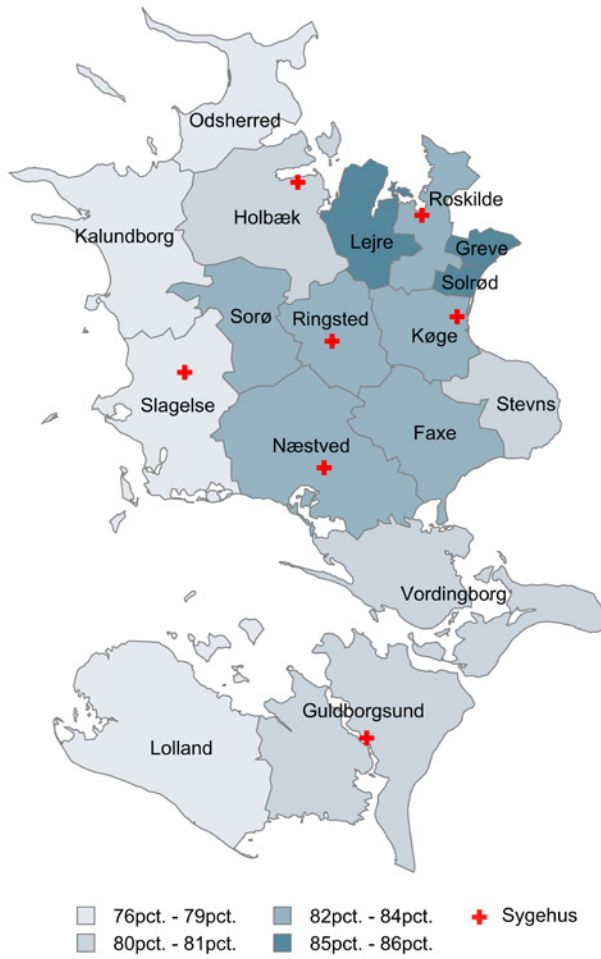 Odsherred
Roskilde
Holbæk
Kalundborg
Lejre
Greve
Solrød
Sorø
Ringsted
Køge
Slagelse
Stevns
Næstved
Faxe
Vordingborg
Guldborgsund
Lolland
76pct. - 79pct.
82pct. - 84pct.
Sygehus
80pct. - 81pct.
85pct. - 86pct.